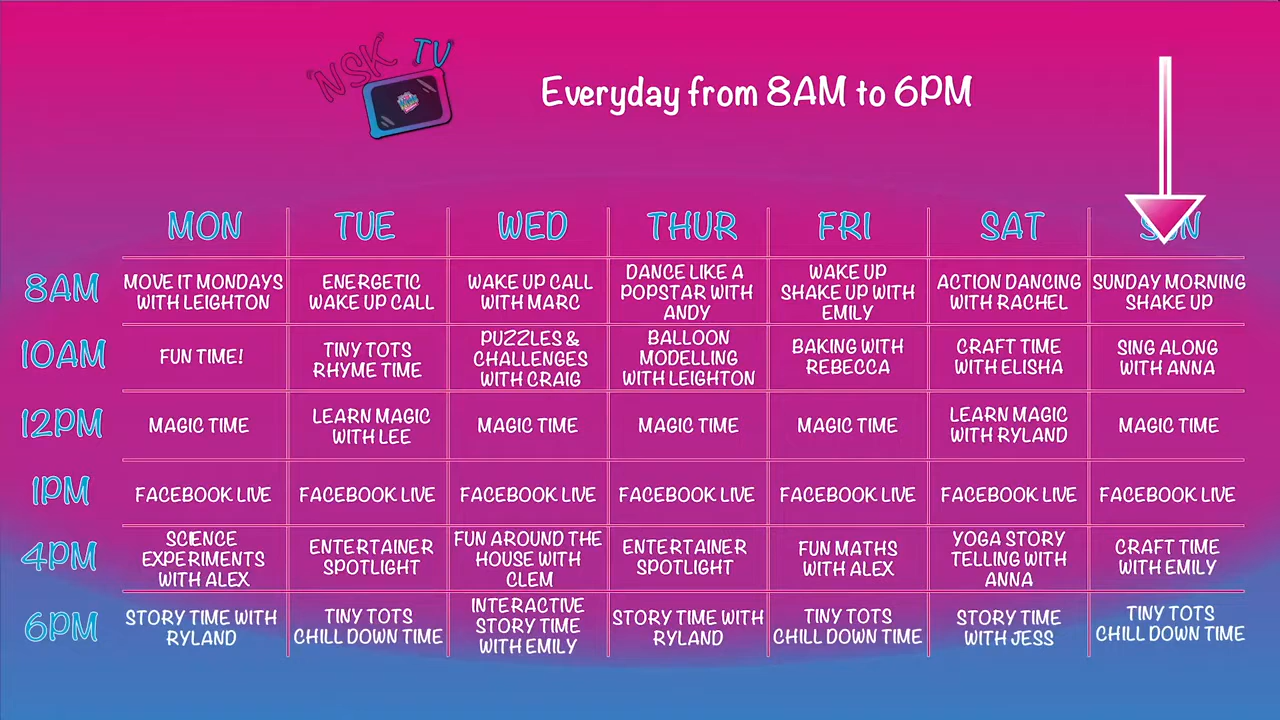 'NSK TV
Everyday from 8AM to 6PM
MON TUE WED THUR FRI SAT SUN
8AM
MOVE IT MONDAYS
WITH LEIGHTON
ENERGETIC
WAKE UP CALL
WAKE UP CALL
WITH MARC
DANCE LIKE A
POPSTAR WITH
ANDY
WAKE UP
SHAKE UP WITH
EMILY
ACTION DANCING
WITH RACHEL
SUNDAY MORNING
SHAKE UP
10AM
FUN TIME!
TINY TOTS
RHYME TIME
PUZZLES &
CHALLENGES
WITH CRAIG
BALLOON
MODELLING
WITH LEIGHTON
BAKING WITH
REBECCA
CRAFT TIME
WITH ELISHA
SING ALONG
WITH ANNA
12PM
MAGIC TIME
LEARN MAGIC
WITH LEE
MAGIC TIME
MAGIC TIME
MAGIC TIME
LEARN MAGIC
WITH RYLAND
MAGIC TIME
1PM
FACEBOOK LIVE
FACEBOOK LIVE
FACEBOOK LIVE
FACEBOOK LIVE
FACEBOOK LIVE
FACEBOOK LIVE
FACEBOOK LIVE
4PM
SCIENCE
EXPERIMENTS
WITH ALEX
ENTERTAINER
SPOTLIGHT
FUN AROUND THE
HOUSE WITH
CLEM
ENTERTAINER
SPOTLIGHT
FUN MATHS
WITH ALEX
YOGA STORY
TELLING WITH
ANNA
CRAFT TIME
WITH EMILY
6PM
STORY TIME WITH
RYLAND
TINY TOTS
CHILL DOWN TIME
INTERACTIVE
STORY TIME
WITH EMILY
STORY TIME WITH
RYLAND
TINY TOTS
CHILL DOWN TIME
STORY TIME
WITH JESS
TINY TOTS
CHILL DOWN TIME